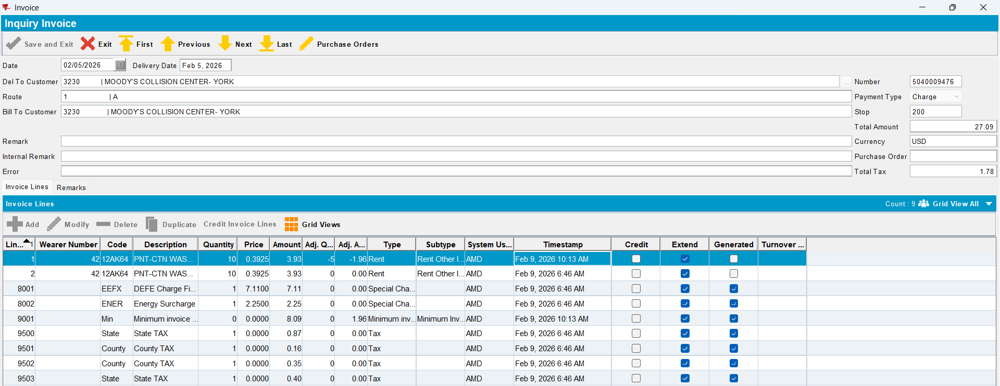 Invoice
Inquiry Invoice
Save and Exit Exit First Previous Next Last Purchase Orders
Date 02/05/2026 Delivery Date Feb 5, 2026
Del To Customer 3230 | MOODY'S COLLISION CENTER- YORK ... Number 5040009476
Route 1 | A Payment Type Charge
Bill To Customer 3230 | MOODY'S COLLISION CENTER- YORK Stop 200
Total Amount 27.09
Remark Currency USD
Internal Remark Purchase Order
Error Total Tax 1.78
Invoice Lines Remarks
Invoice Lines Count : 9 Grid View All
Add Modify Delete Duplicate Credit Invoice Lines Grid Views
Lin... 1 Wearer Number Code Description Quantity Price Amount Adj. Q... Adj. A... Type Subtype System Us... Timestamp Credit Extend Generated Turnover ...
1 42 12AK64 PNT-CTN WAS... 10 0.3925 3.93 -5 -1.96 Rent Rent Other I... AMD Feb 9, 2026 10:13 AM
2 42 12AK64 PNT-CTN WAS... 10 0.3925 3.93 0 0.00 Rent Rent Other I... AMD Feb 9, 2026 6:46 AM
8001 EEFX DEFE Charge Fi... 1 7.1100 7.11 0 0.00 Special Cha... AMD Feb 9, 2026 6:46 AM
8002 ENER Energy Surcharge 1 2.2500 2.25 0 0.00 Special Cha... AMD Feb 9, 2026 6:46 AM
9001 Min Minimum invoice ... 0 0.0000 8.09 0 1.96 Minimum inv... Minimum Inv... AMD Feb 9, 2026 10:13 AM
9500 State State TAX 1 0.0000 0.87 0 0.00 Tax AMD Feb 9, 2026 6:46 AM
9501 County County TAX 1 0.0000 0.16 0 0.00 Tax AMD Feb 9, 2026 6:46 AM
9502 County County TAX 1 0.0000 0.35 0 0.00 Tax AMD Feb 9, 2026 6:46 AM
9503 State State TAX 1 0.0000 0.40 0 0.00 Tax AMD Feb 9, 2026 6:46 AM